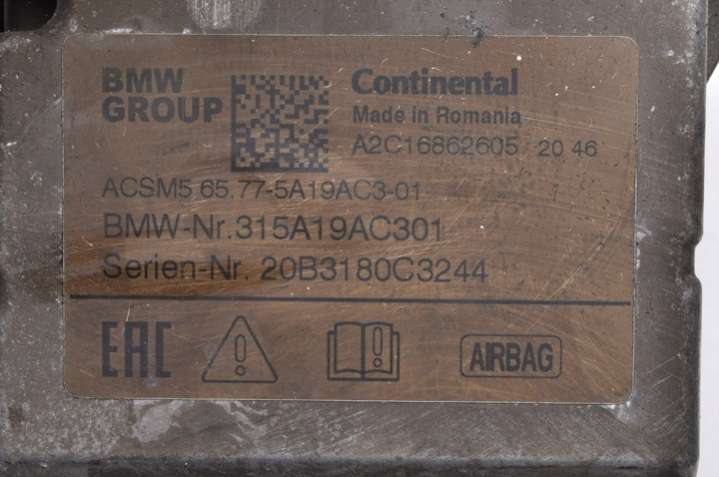 BMW
GROUP
Continental
Made in Romania
A2C16862605 20 46
ACSM5 65.77-5A19AC3-01
BMW-Nr.315A19AC301
Serien-Nr. 20B3180C3244
EAC
AIRBAG